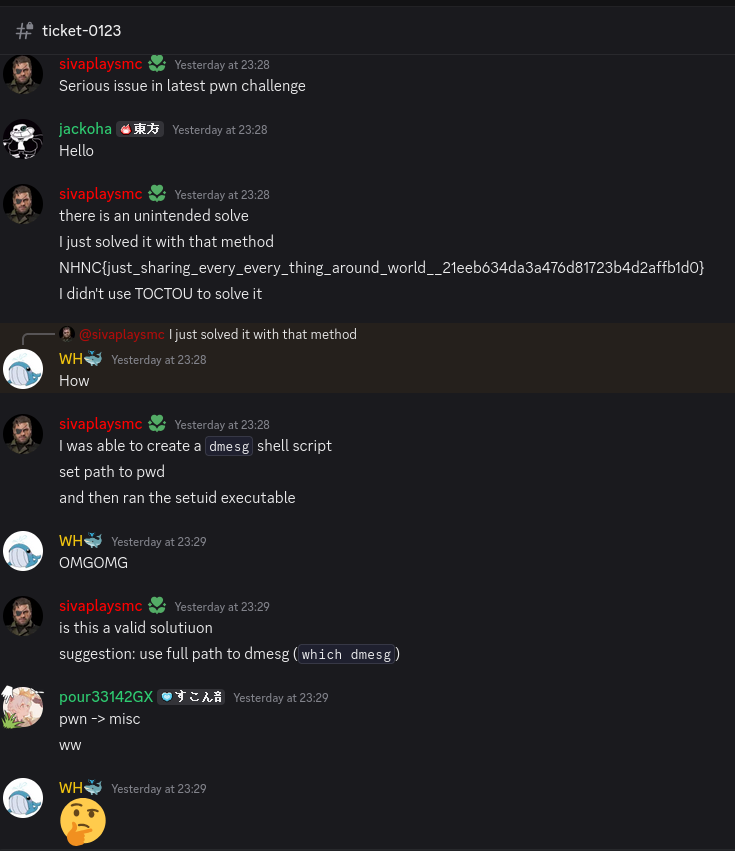 ticket-0123
sivaplaysmc Yesterday at 23:28
Serious issue in latest pwn challenge
jackoha 東方 Yesterday at 23:28
Hello
sivaplaysmc Yesterday at 23:28
there is an unintended solve
I just solved it with that method
NHNC{just_sharing_every_every_thing_around_world__21eeb634da3a476d81723b4d2affb1d0}
I didn't use TOCTOU to solve it
@sivaplaysmc I just solved it with that method
WH🐳 Yesterday at 23:28
How
sivaplaysmc Yesterday at 23:28
I was able to create a dmesg shell script
set path to pwd
and then ran the setuid executable
WH🐳 Yesterday at 23:29
OMGOMG
sivaplaysmc Yesterday at 23:29
is this a valid solutiuon
suggestion: use full path to dmesg (which dmesg)
pour33142GX すこん部 Yesterday at 23:29
pwn -> misc
ww
WH🐳 Yesterday at 23:29
🤔